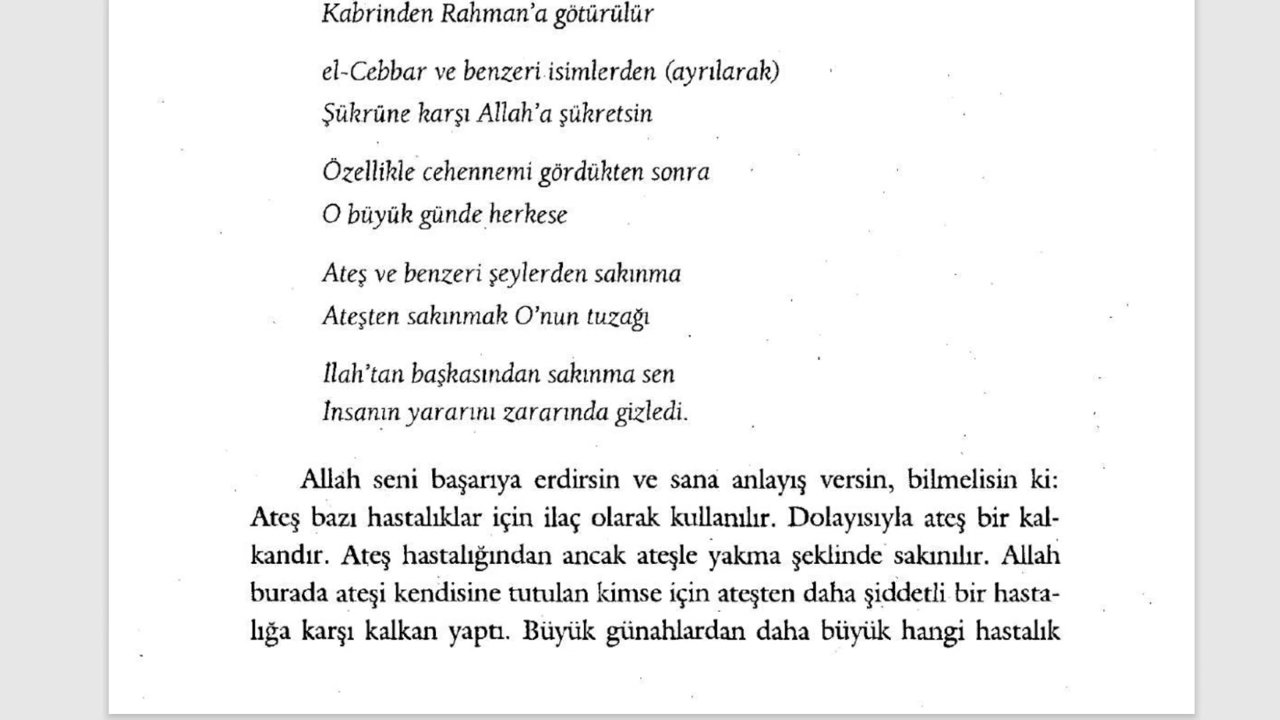 Kabrinden Rahman'a götürülür
el-Cebbar ve benzeri isimlerden (ayrılarak)
Şükrüne karşı Allah'a şükretsin
Özellikle cehennemi gördükten sonra
O büyük günde herkese
Ateş ve benzeri şeylerden sakınma
Ateşten sakınmak O'nun tuzağı
İlah'tan başkasından sakınma sen
İnsanın yararını zararında gizledi.
Allah seni başarıya erdirsin ve sana anlayış versin, bilmelisin ki:
Ateş bazı hastalıklar için ilaç olarak kullanılır. Dolayısıyla ateş bir kal-
kandır. Ateş hastalığından ancak ateşle yakma şeklinde sakınılır. Allah
burada ateşi kendisine tutulan kimse için ateşten daha şiddetli bir hasta-
lığa karşı kalkan yaptı. Büyük günahlardan daha büyük hangi hastalık